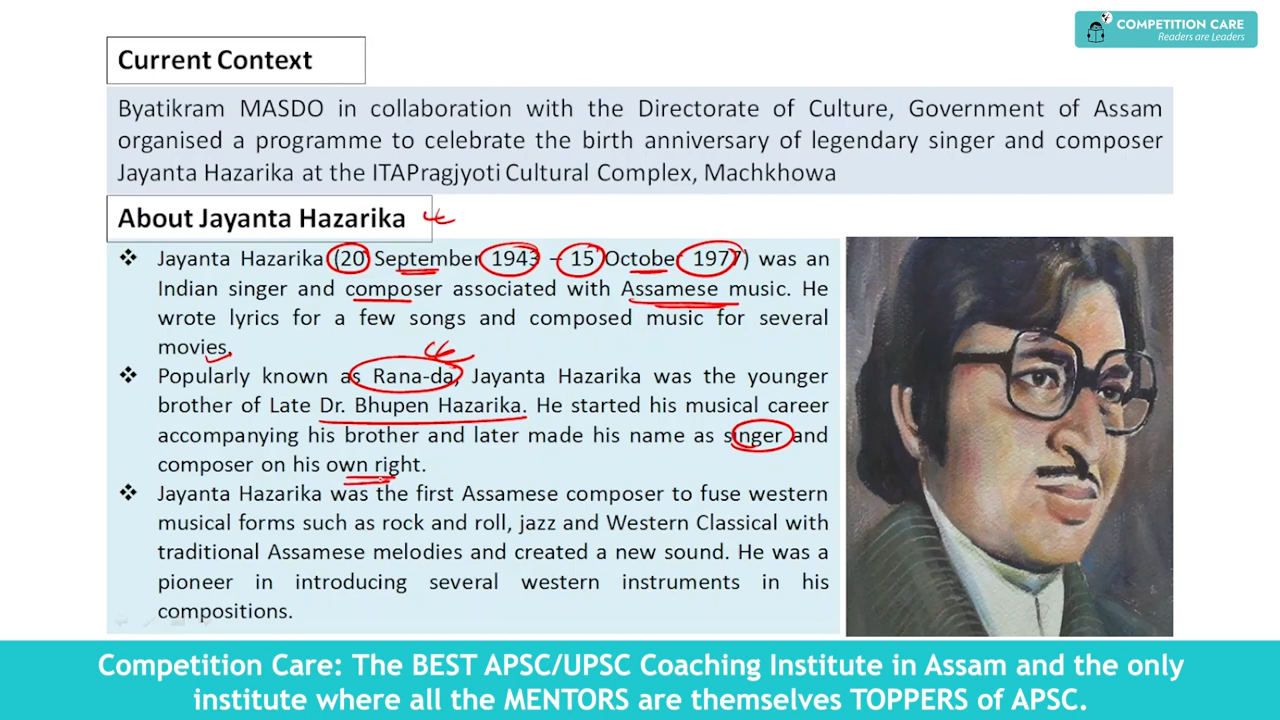 COMPETITION CARE
Readers are Leaders
Current Context
Byatikram MASDO in collaboration with the Directorate of Culture, Government of Assam
organised a programme to celebrate the birth anniversary of legendary singer and composer
Jayanta Hazarika at the ITAPragjyoti Cultural Complex, Machkhowa
About Jayanta Hazarika
❖ Jayanta Hazarika (20 September 1943 – 15 October 1977) was an
Indian singer and composer associated with Assamese music. He
wrote lyrics for a few songs and composed music for several
movies.
❖ Popularly known as Rana-da, Jayanta Hazarika was the younger
brother of Late Dr. Bhupen Hazarika. He started his musical career
accompanying his brother and later made his name as singer and
composer on his own right.
❖ Jayanta Hazarika was the first Assamese composer to fuse western
musical forms such as rock and roll, jazz and Western Classical with
traditional Assamese melodies and created a new sound. He was a
pioneer in introducing several western instruments in his
compositions.
Competition Care: The BEST APSC/UPSC Coaching Institute in Assam and the only
institute where all the MENTORS are themselves TOPPERS of APSC.